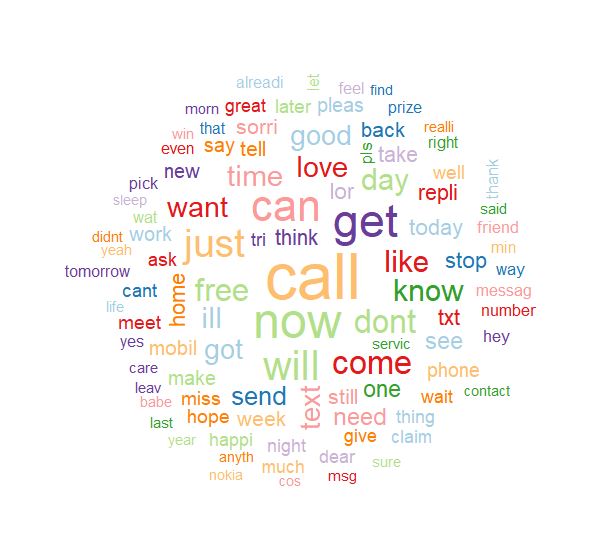 alreadi let feel find
morn great later pleas prize
win that sorri good back realli
even say tell love pls take right
new time day well thank
pick want can lor repli said
sleep get
wat work just tri think today friend
didnt yeah ask like stop min way
tomorrow cant home free call know messag
life ill now dont txt number
meet servic hey
yes mobil got will come see
care make phone
leav miss send text still one wait contact
babe hope week need thing
last happi night give claim
year anyth much dear sure
nokia cos msg